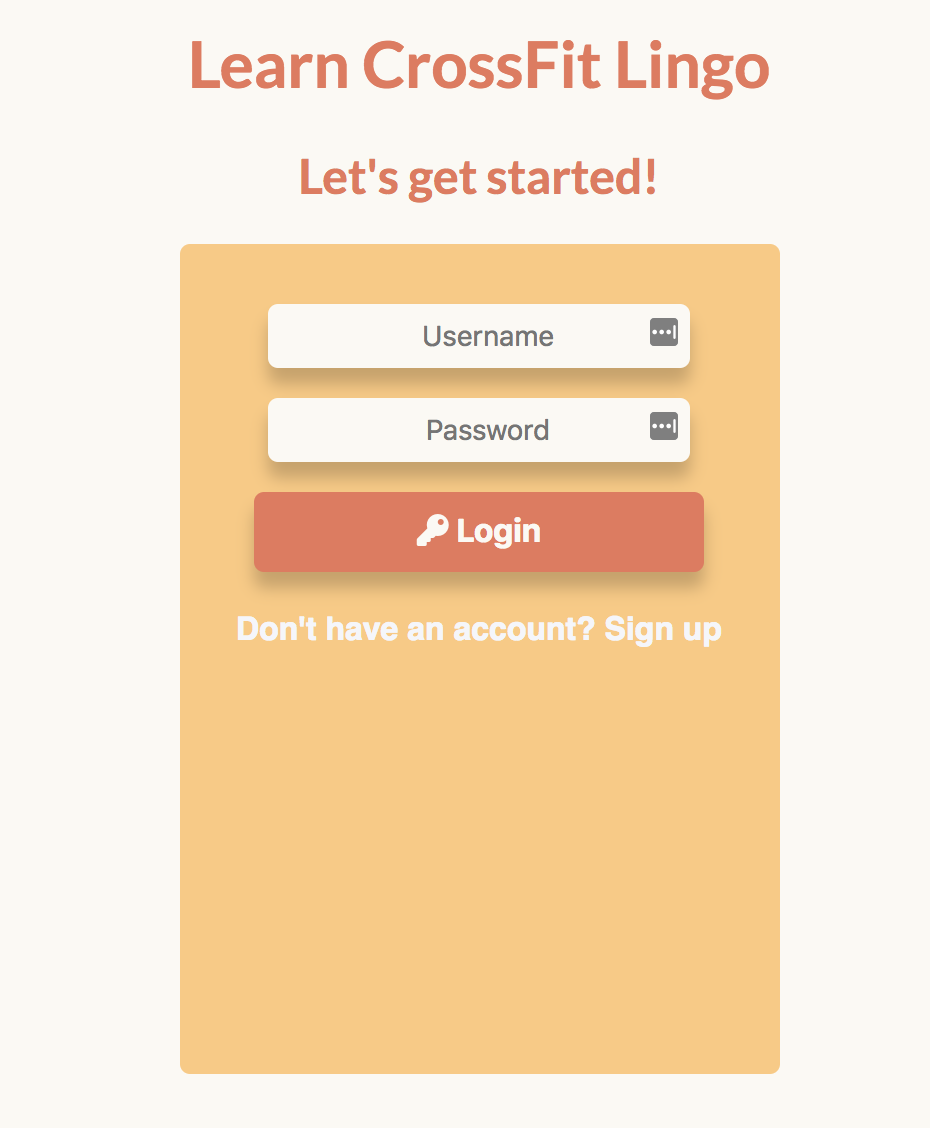 Learn CrossFit Lingo
Let's get started!
Username
Password
Login
Don't have an account? Sign up